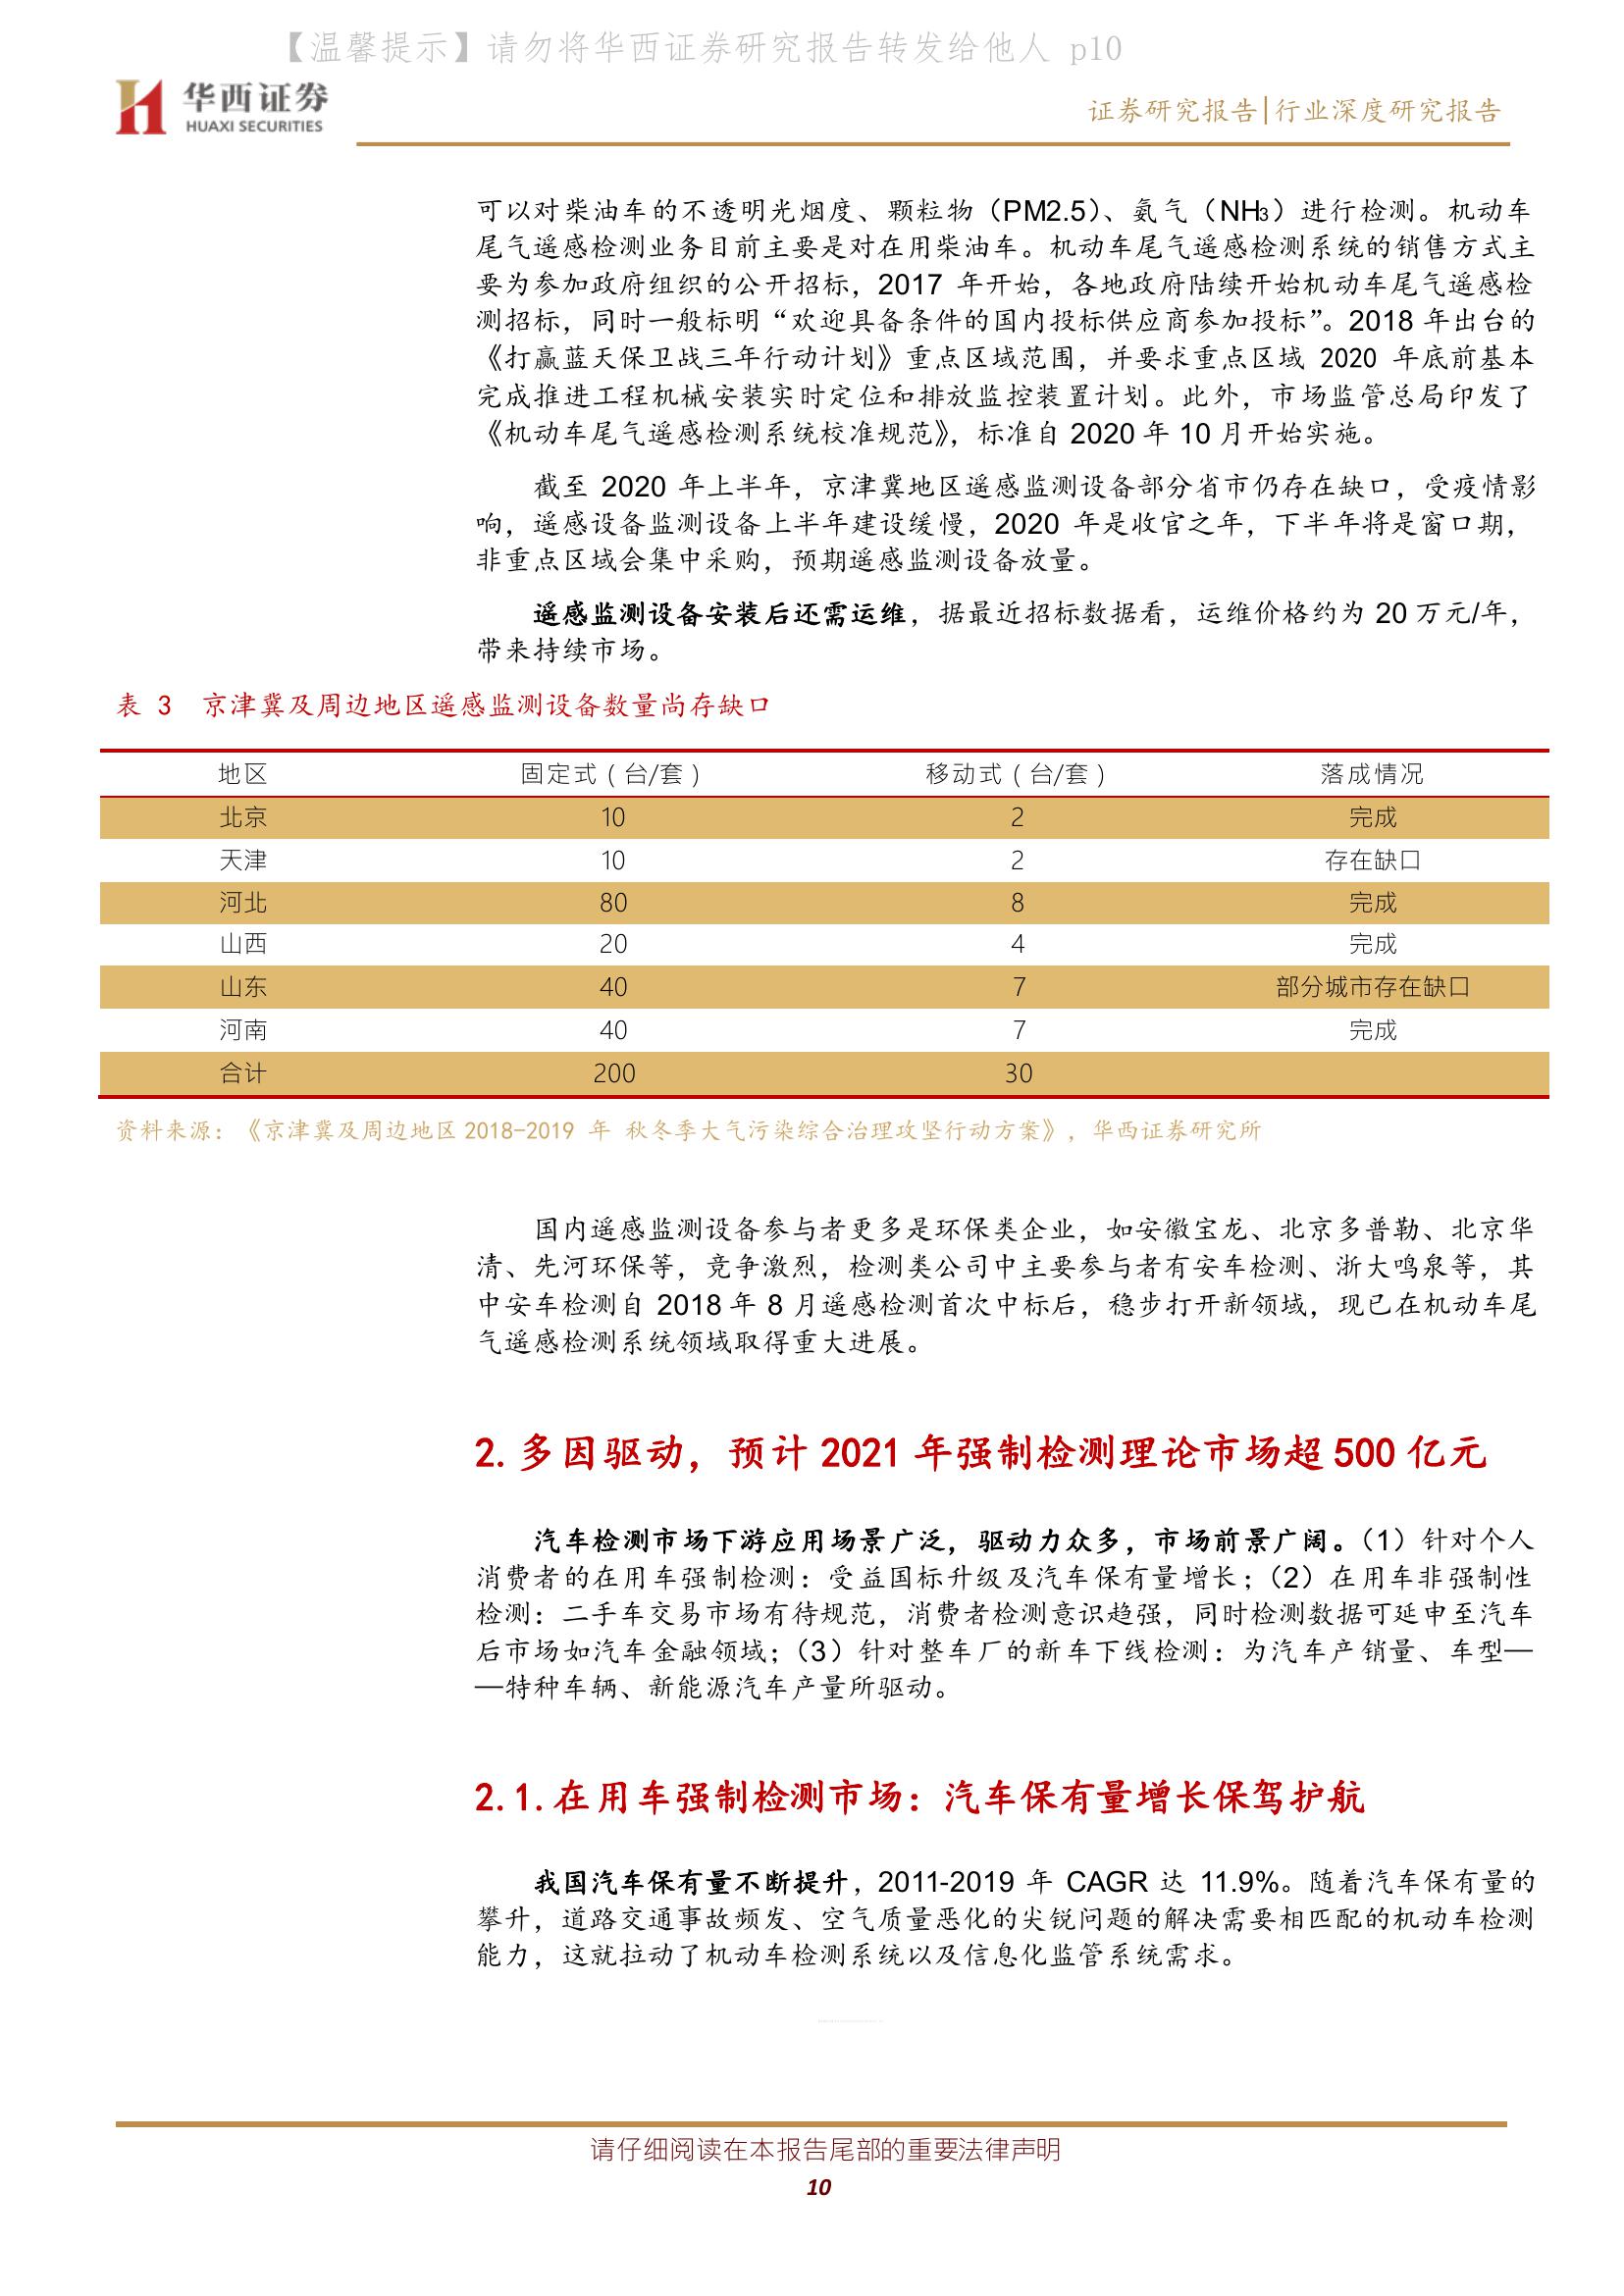 【温馨提示】请勿将华西证券研究报告转发给他人 p10
华西证券
HUAXI SECURITIES
证券研究报告|行业深度研究报告
可以对柴油车的不透明光烟度、颗粒物（PM2.5）、氨气（NH₃）进行检测。机动车
尾气遥感检测业务目前主要是对在用柴油车。机动车尾气遥感检测系统的销售方式主
要为参加政府组织的公开招标，2017 年开始，各地政府陆续开始机动车尾气遥感检
测招标，同时一般标明“欢迎具备条件的国内投标供应商参加投标”。2018 年出台的
《打赢蓝天保卫战三年行动计划》重点区域范围，并要求重点区域 2020 年底前基本
完成推进工程机械安装实时定位和排放监控装置计划。此外，市场监管总局印发了
《机动车尾气遥感检测系统校准规范》，标准自 2020 年 10 月开始实施。
截至 2020 年上半年，京津冀地区遥感监测设备部分省市仍存在缺口，受疫情影
响，遥感设备监测设备上半年建设缓慢，2020 年是收官之年，下半年将是窗口期，
非重点区域会集中采购，预期遥感监测设备放量。
遥感监测设备安装后还需运维，据最近招标数据看，运维价格约为 20 万元/年，
带来持续市场。
表 3 京津冀及周边地区遥感监测设备数量尚存缺口
地区 固定式（台/套） 移动式（台/套） 落成情况
北京 10 2 完成
天津 10 2 存在缺口
河北 80 8 完成
山西 20 4 完成
山东 40 7 部分城市存在缺口
河南 40 7 完成
合计 200 30
资料来源：《京津冀及周边地区 2018-2019 年 秋冬季大气污染综合治理攻坚行动方案》，华西证券研究所
国内遥感监测设备参与者更多是环保类企业，如安徽宝龙、北京多普勒、北京华
清、先河环保等，竞争激烈，检测类公司中主要参与者有安车检测、浙大鸣泉等，其
中安车检测自 2018 年 8 月遥感检测首次中标后，稳步打开新领域，现已在机动车尾
气遥感检测系统领域取得重大进展。
2. 多因驱动，预计 2021 年强制检测理论市场超 500 亿元
汽车检测市场下游应用场景广泛，驱动力众多，市场前景广阔。（1）针对个人
消费者的在用车强制检测：受益国标升级及汽车保有量增长；（2）在用车非强制性
检测：二手车交易市场有待规范，消费者检测意识趋强，同时检测数据可延申至汽车
后市场如汽车金融领域；（3）针对整车厂的新车下线检测：为汽车产销量、车型—
—特种车辆、新能源汽车产量所驱动。
2.1. 在用车强制检测市场：汽车保有量增长保驾护航
我国汽车保有量不断提升，2011-2019 年 CAGR 达 11.9%。随着汽车保有量的
攀升，道路交通事故频发、空气质量恶化的尖锐问题的解决需要相匹配的机动车检测
能力，这就拉动了机动车检测系统以及信息化监管系统需求。
请仔细阅读在本报告尾部的重要法律声明
10